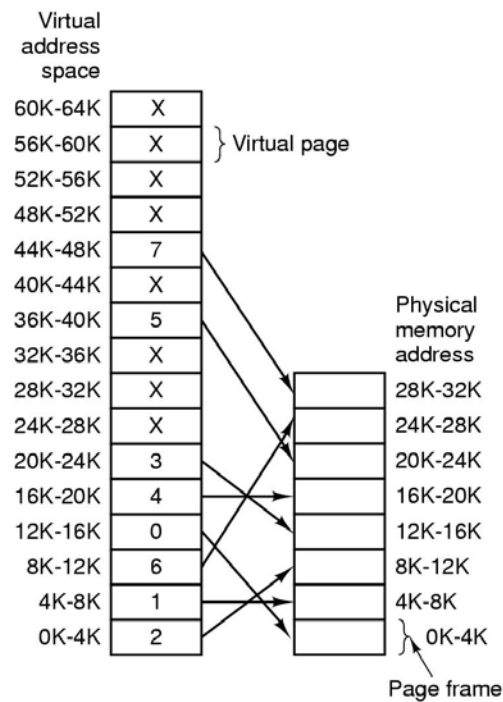 Virtual
address
space
60K-64K X
56K-60K X Virtual page
52K-56K X
48K-52K X
44K-48K 7
40K-44K X
36K-40K 5
32K-36K X
28K-32K X
24K-28K X
20K-24K 3
16K-20K 4
12K-16K 0
8K-12K 6
4K-8K 1
0K-4K 2
Physical
memory
address
28K-32K
24K-28K
20K-24K
16K-20K
12K-16K
8K-12K
4K-8K
0K-4K
Page frame